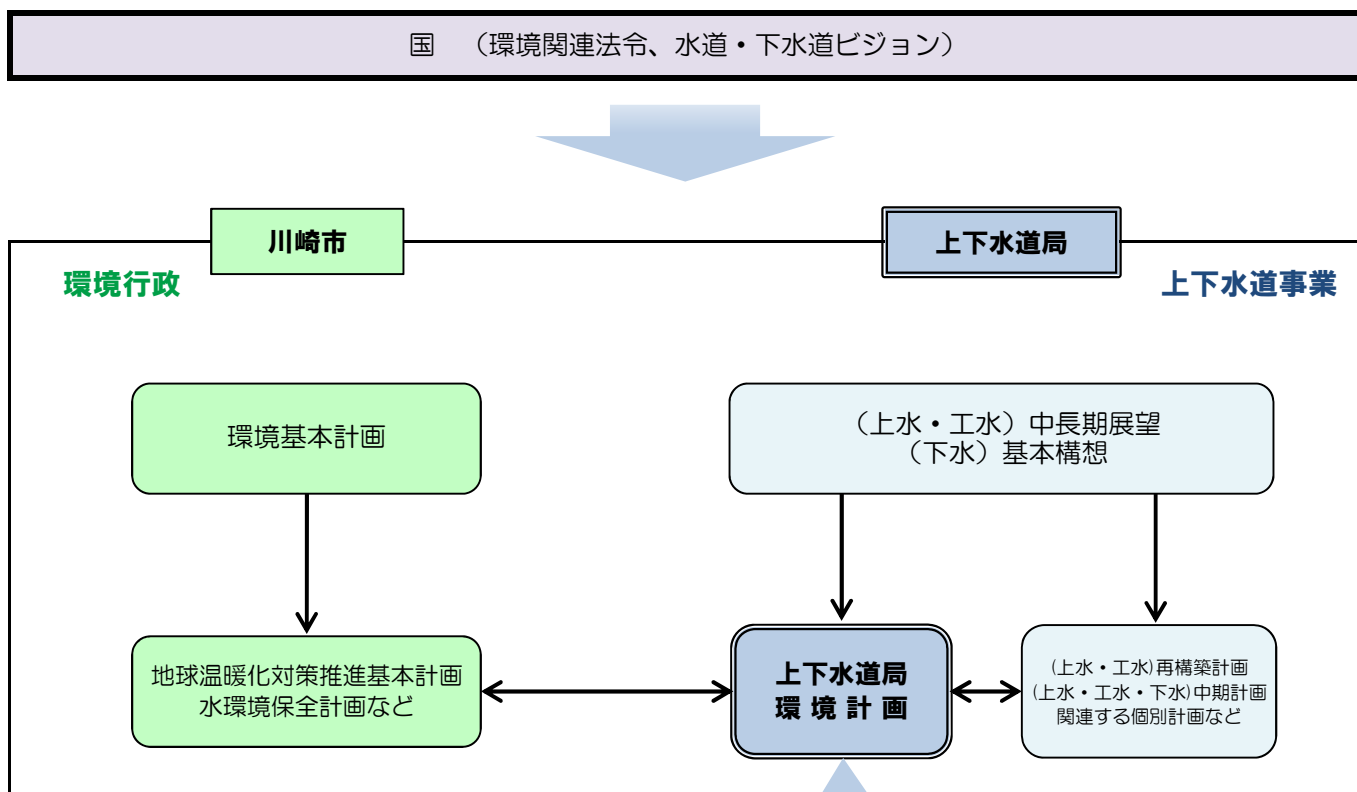 国　（環境関連法令、水道・下水道ビジョン）
川崎市
上下水道局
環境行政
上下水道事業
環境基本計画
（上水・工水）中長期展望
（下水）基本構想
地球温暖化対策推進基本計画
水環境保全計画など
上下水道局
環 境 計 画
(上水・工水)再構築計画
(上水・工水・下水)中期計画
関連する個別計画など